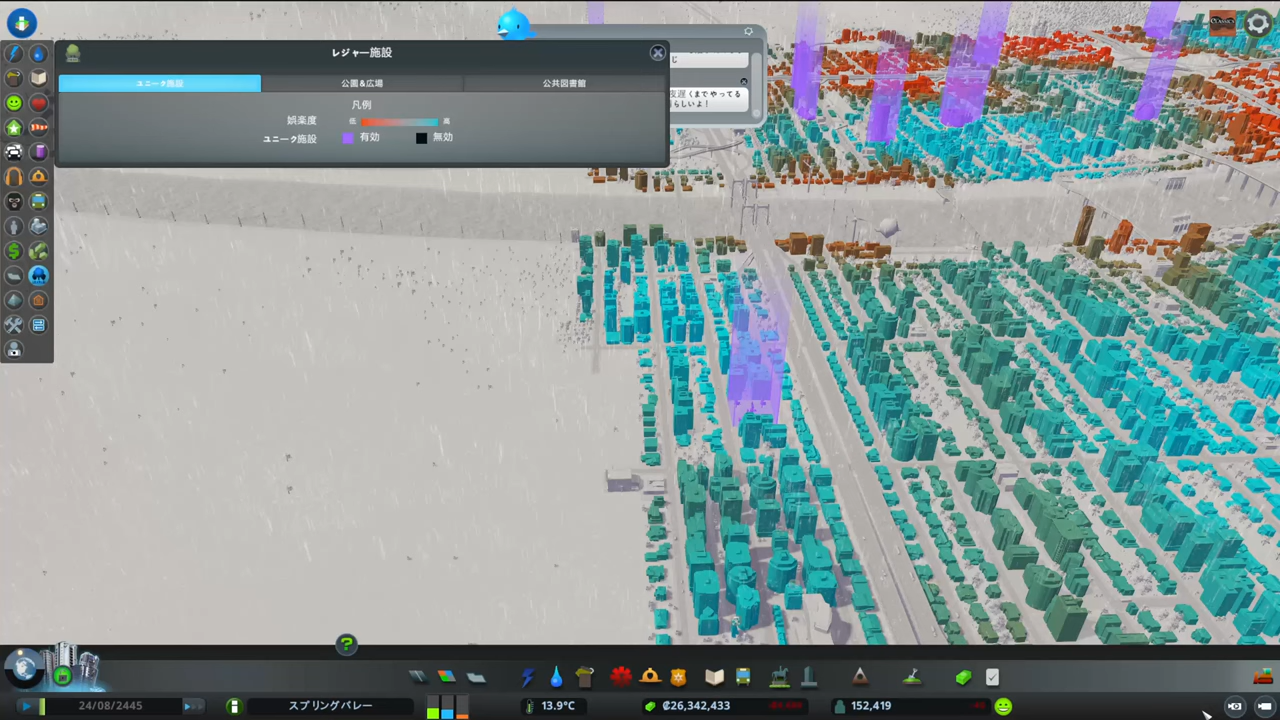 レジャー施設
ユニーク施設
公園&広場
公共図書館
凡例
娯楽度
低
高
ユニーク施設
有効
無効
じ
夜遅くまでやってる
らしいよ！
CLASSICS
?
24/08/2445
スプリングバレー
13.9°C
₡26,342,433
152,419